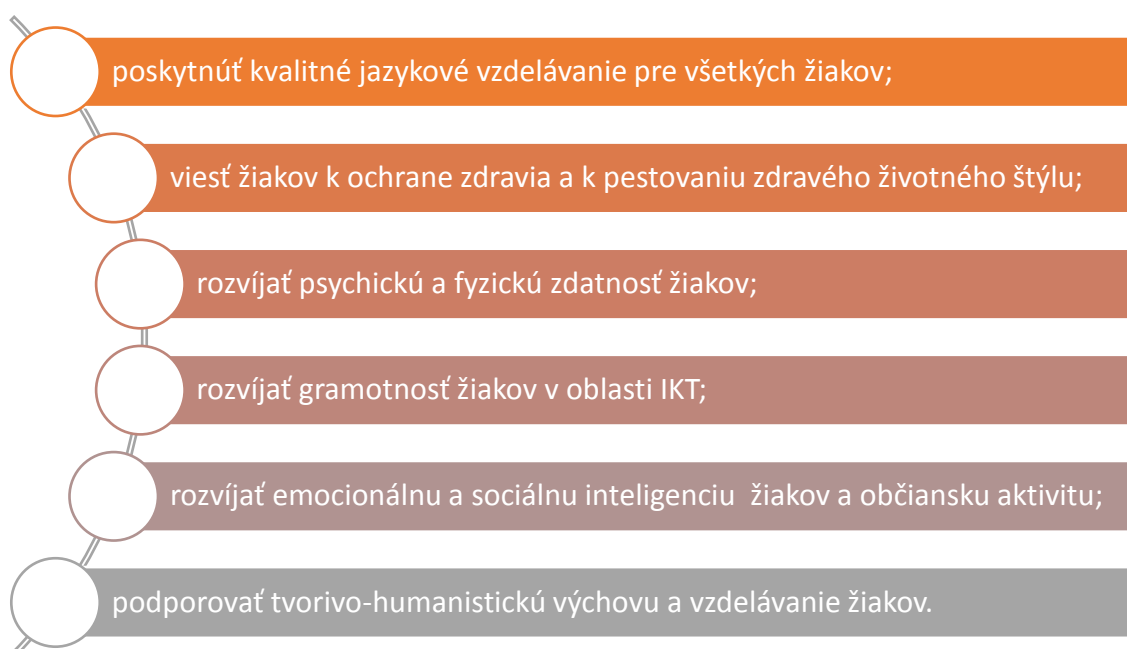 poskytnúť kvalitné jazykové vzdelávanie pre všetkých žiakov;
viesť žiakov k ochrane zdravia a k pestovaniu zdravého životného štýlu;
rozvíjať psychickú a fyzickú zdatnosť žiakov;
rozvíjať gramotnosť žiakov v oblasti IKT;
rozvíjať emocionálnu a sociálnu inteligenciu  žiakov a občiansku aktivitu;
podporovať tvorivo-humanistickú výchovu a vzdelávanie žiakov.